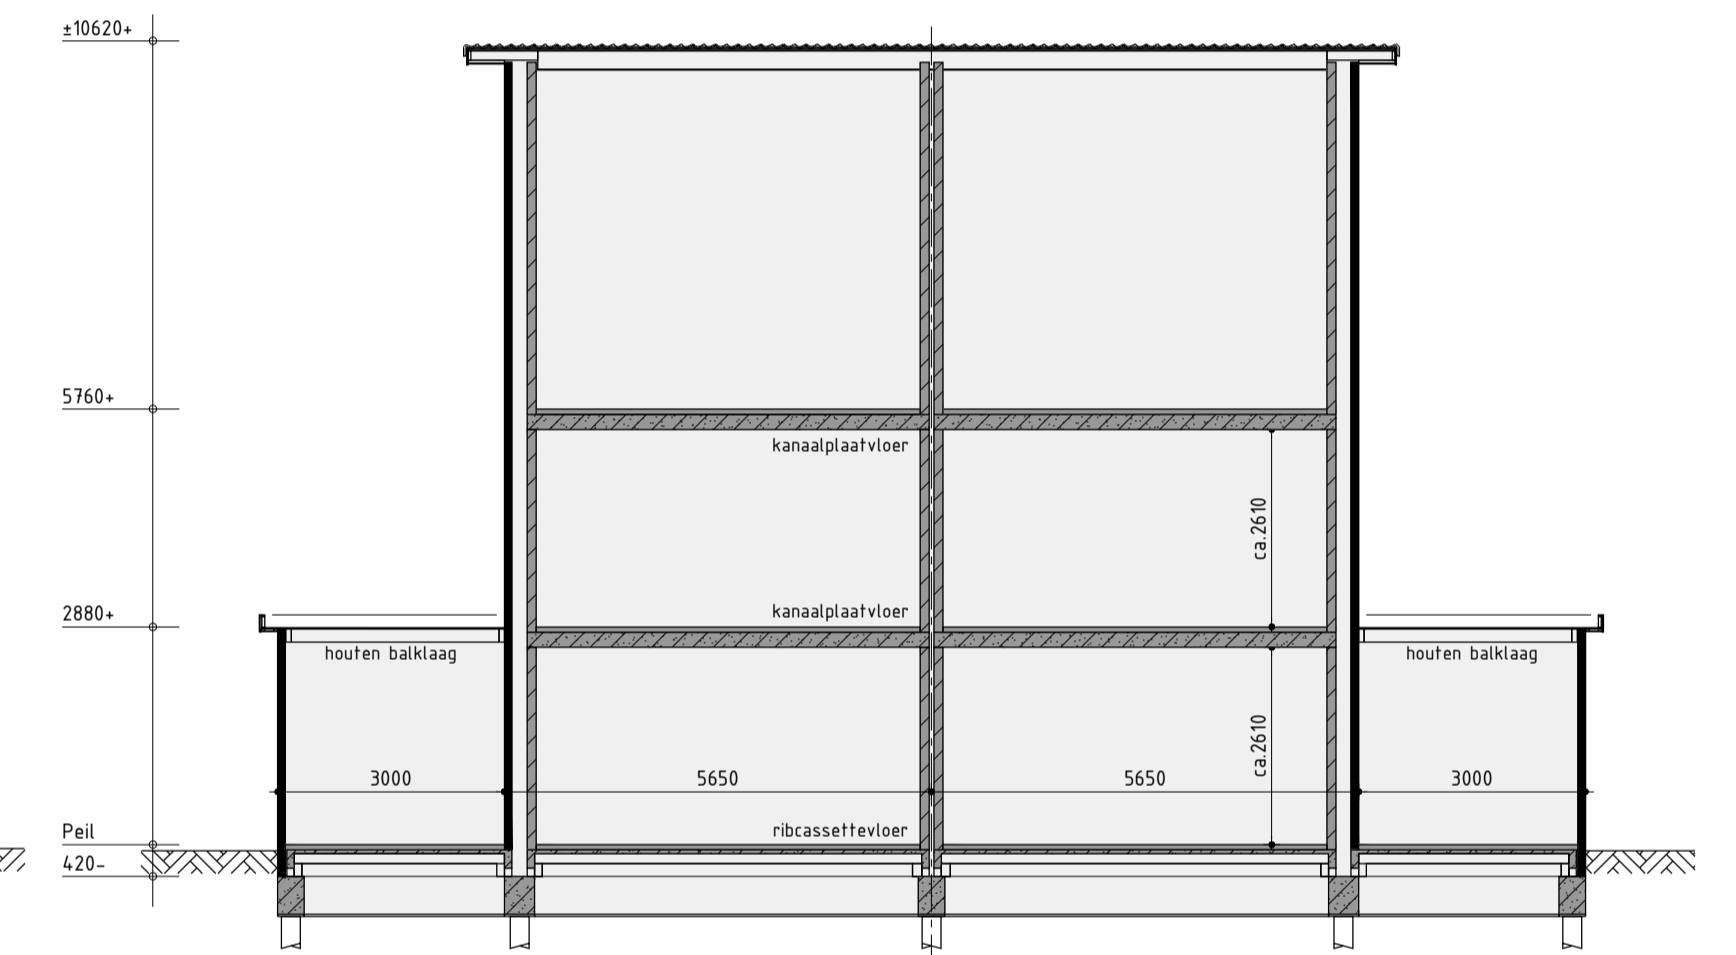 ±10620+
5760+
kanaalplaatvloer
ca.2610
kanaalplaatvloer
2880+
houten balklaag
houten balklaag
ca.2610
3000
5650
5650
3000
Peil
ribcassettevloer
420-